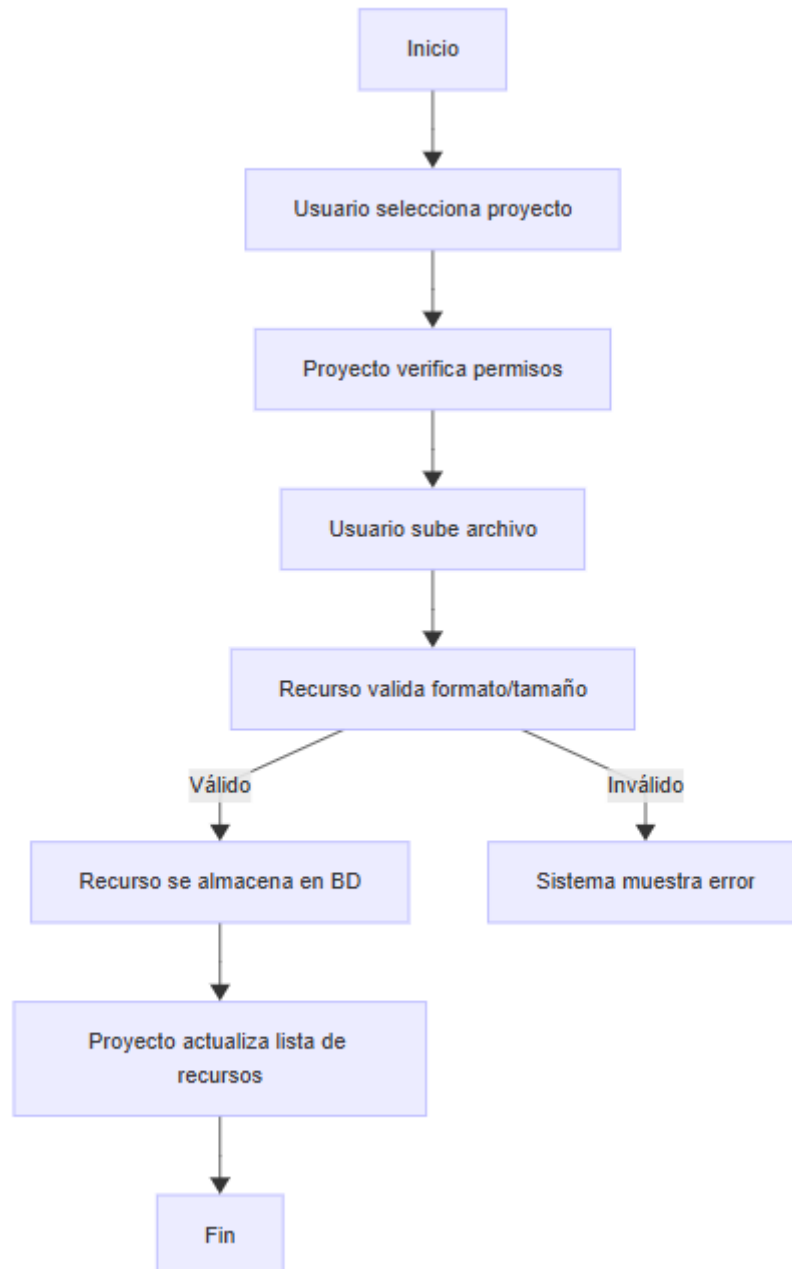 Inicio
Usuario selecciona proyecto
Proyecto verifica permisos
Usuario sube archivo
Recurso valida formato/tamaño
Válido
Inválido
Recurso se almacena en BD
Sistema muestra error
Proyecto actualiza lista de
recursos
Fin